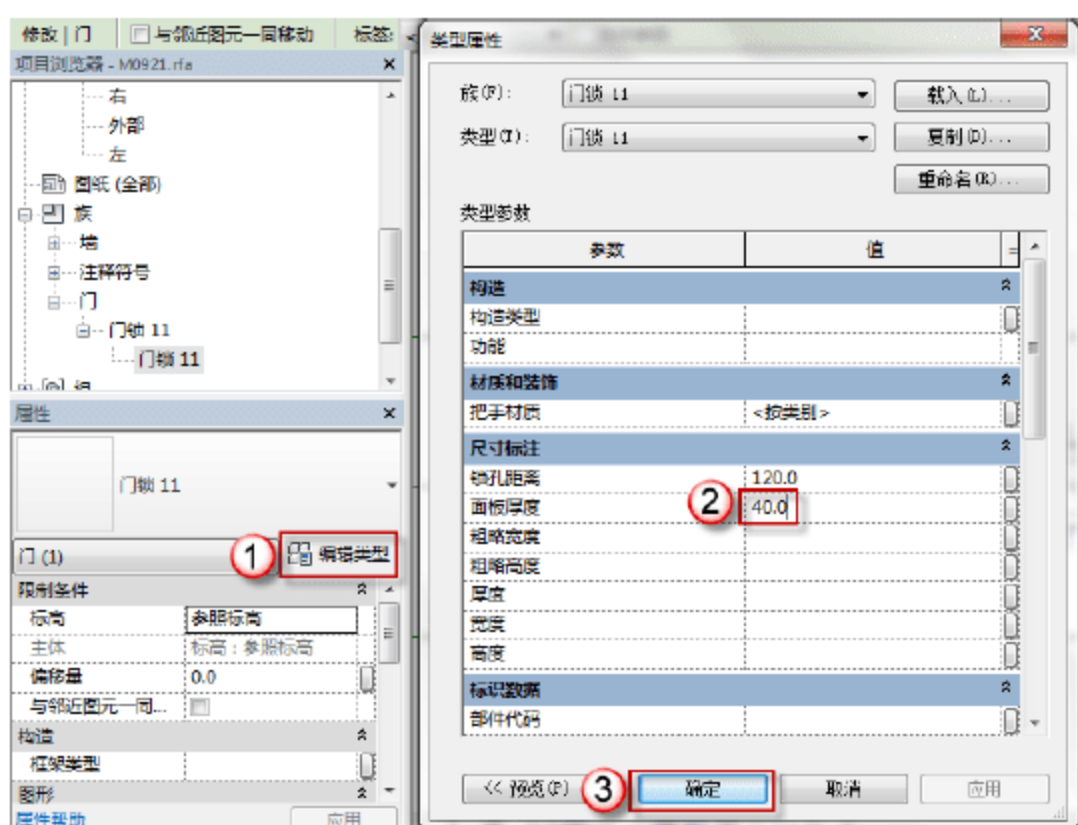 修改 | 门 与邻近图元一同移动 标签:
项目浏览器 - M0921.rfa
右
外部
左
图纸 (全部)
族
墙
注释符号
门
门锁 11
门锁 11
组
属性
门锁 11
门 (1) ① 编辑类型
限制条件
标高 参照标高
主体 标高 : 参照标高
偏移量 0.0
与邻近图元一同...
构造
框架类型
图形
属性帮助 应用
类型属性
族(F): 门锁 11 载入(L)...
类型(T): 门锁 11 复制(D)...
重命名(R)...
类型参数
参数 值 =
构造
构造类型
功能
材质和装饰
把手材质 <按类别>
尺寸标注
锁孔距离 120.0
面板厚度 ② 40.0
粗略宽度
粗略高度
厚度
宽度
高度
标识数据
部件代码
<< 预览(P) ③ 确定 取消 应用